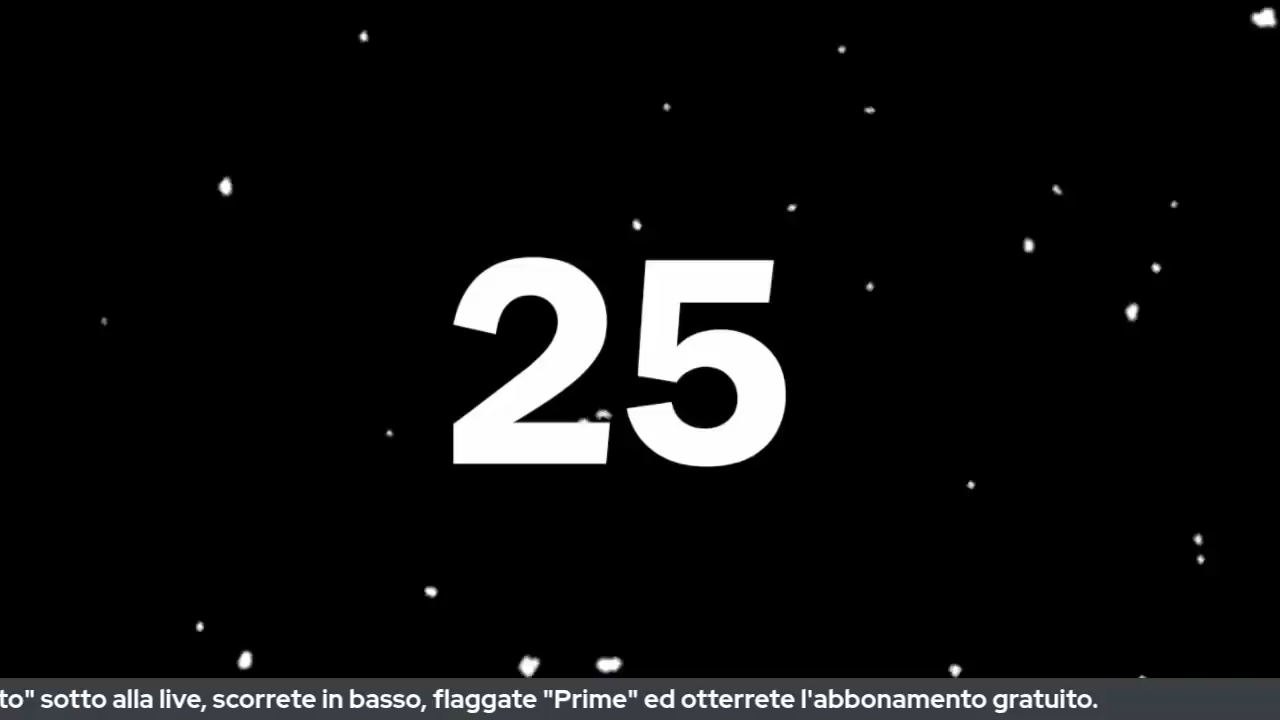 25
to" sotto alla live, scorrete in basso, flaggate "Prime" ed otterrete l'abbonamento gratuito.